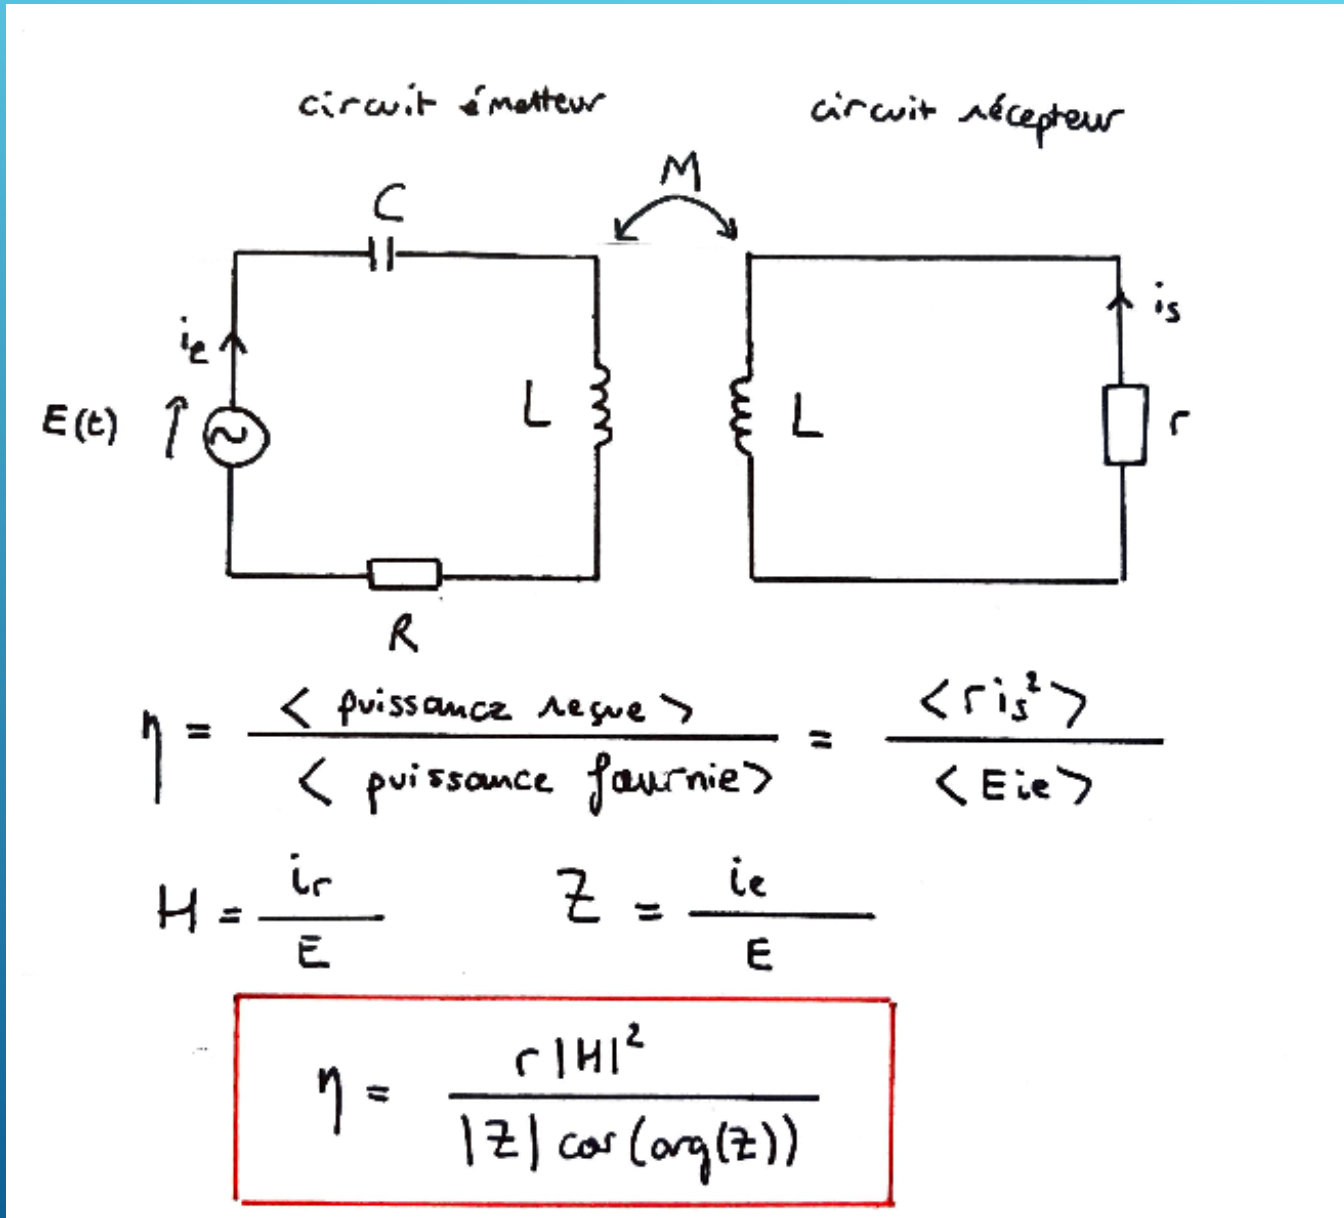 circuit émetteur
circuit récepteur
M
C
ie
is
E(t)
L
L
r
R
η = < puissance reçue > / < puissance fournie > = < r is² > / < E ie >
H = ir / E
Z = ie / E
η = r |H|² / |Z| cos (arg(Z))